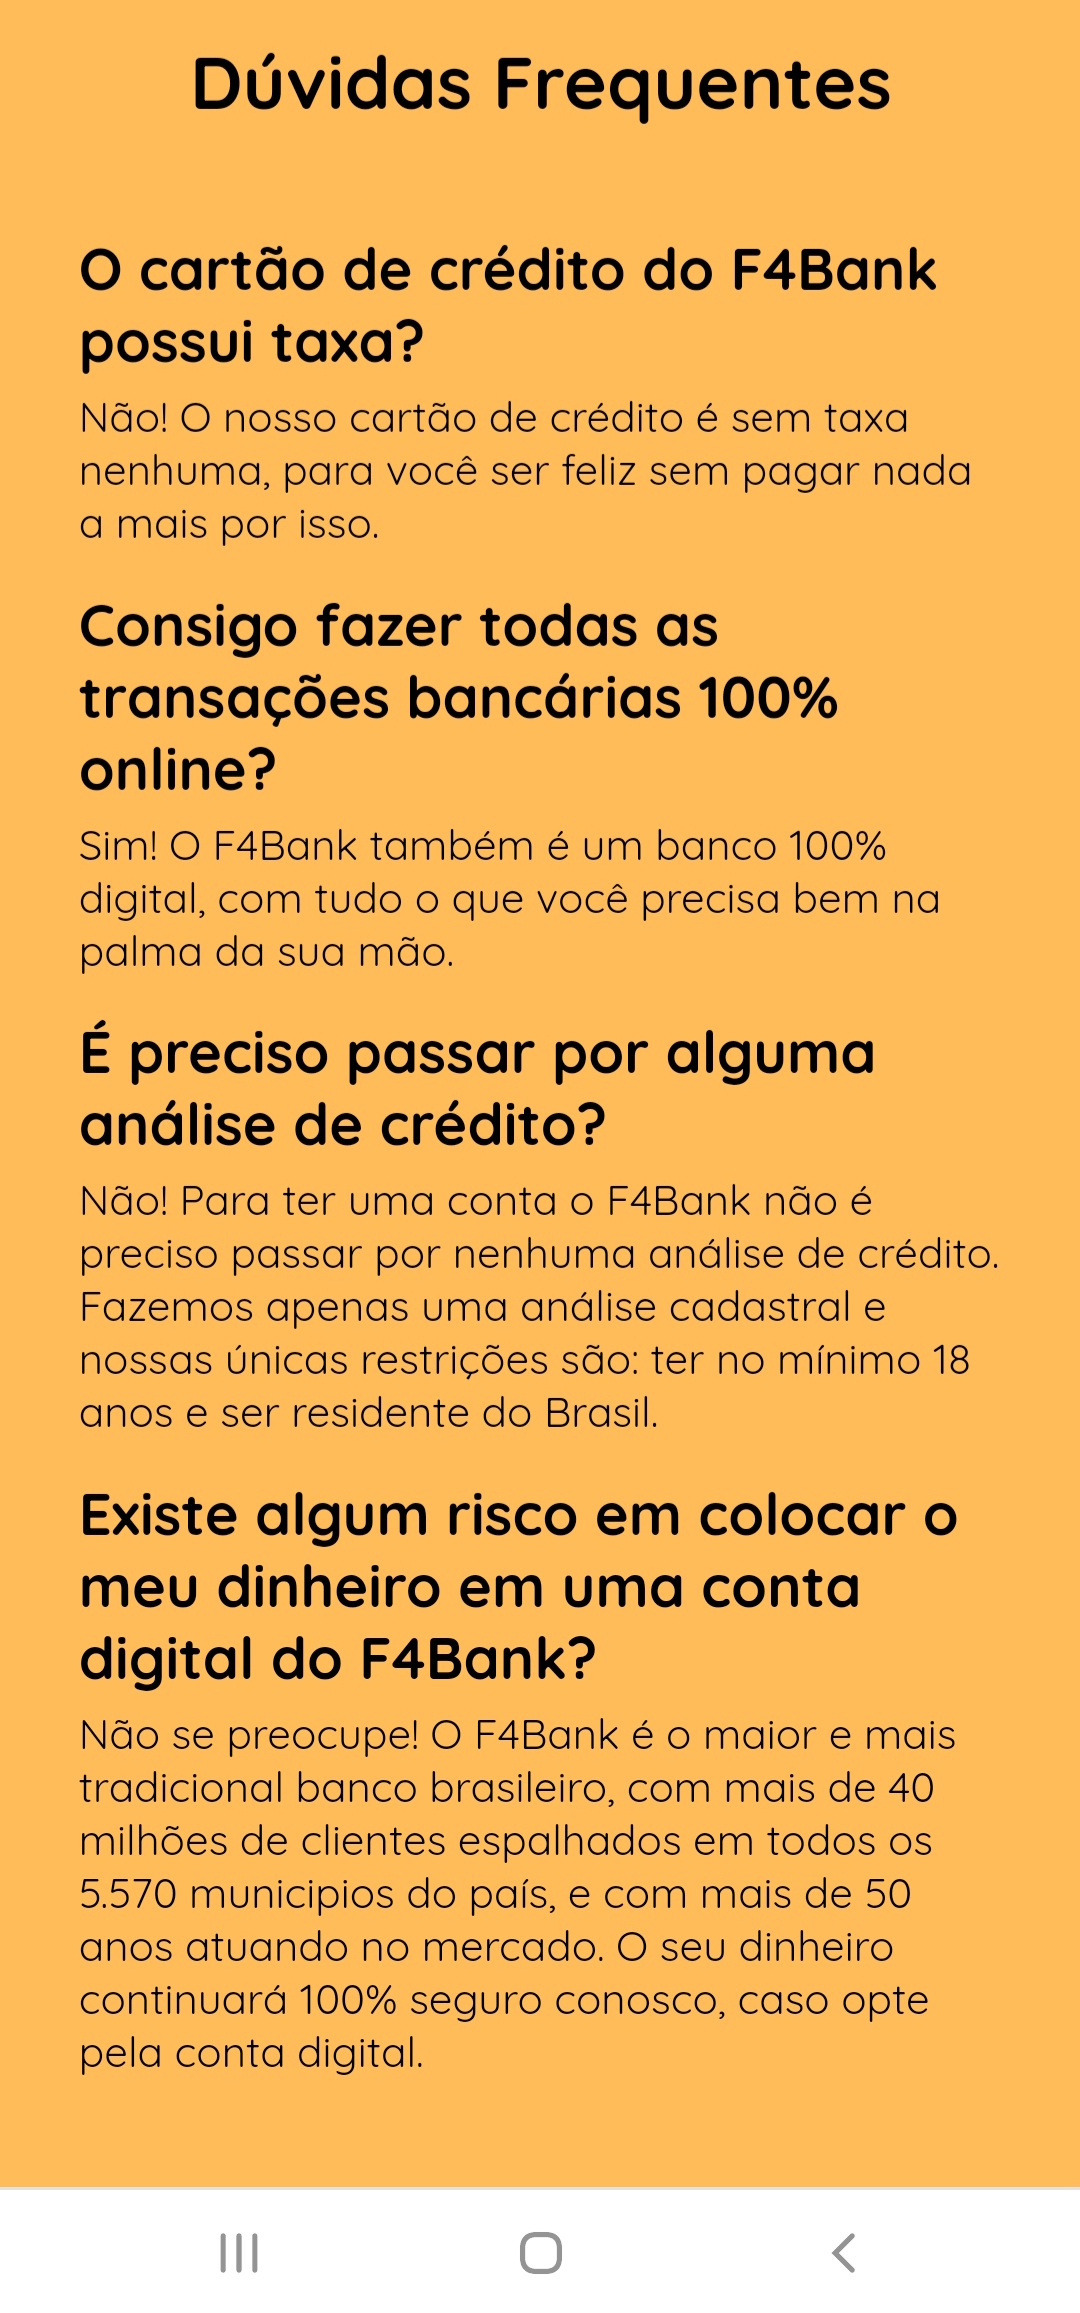 Dúvidas Frequentes
O cartão de crédito do F4Bank
possui taxa?
Não! O nosso cartão de crédito é sem taxa
nenhuma, para você ser feliz sem pagar nada
a mais por isso.
Consigo fazer todas as
transações bancárias 100%
online?
Sim! O F4Bank também é um banco 100%
digital, com tudo o que você precisa bem na
palma da sua mão.
É preciso passar por alguma
análise de crédito?
Não! Para ter uma conta o F4Bank não é
preciso passar por nenhuma análise de crédito.
Fazemos apenas uma análise cadastral e
nossas únicas restrições são: ter no mínimo 18
anos e ser residente do Brasil.
Existe algum risco em colocar o
meu dinheiro em uma conta
digital do F4Bank?
Não se preocupe! O F4Bank é o maior e mais
tradicional banco brasileiro, com mais de 40
milhões de clientes espalhados em todos os
5.570 municipios do país, e com mais de 50
anos atuando no mercado. O seu dinheiro
continuará 100% seguro conosco, caso opte
pela conta digital.